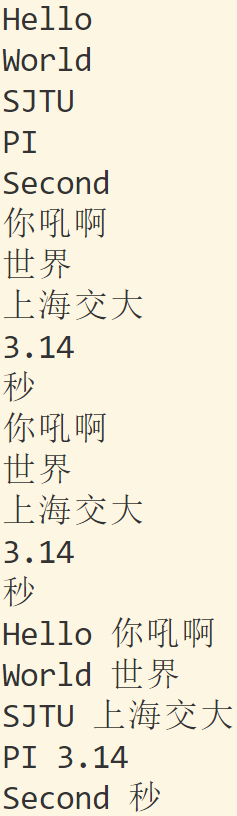 Hello
World
SJTU
PI
Second
你吼啊
世界
上海交大
3.14
秒
你吼啊
世界
上海交大
3.14
秒
Hello 你吼啊
World 世界
SJTU 上海交大
PI 3.14
Second 秒